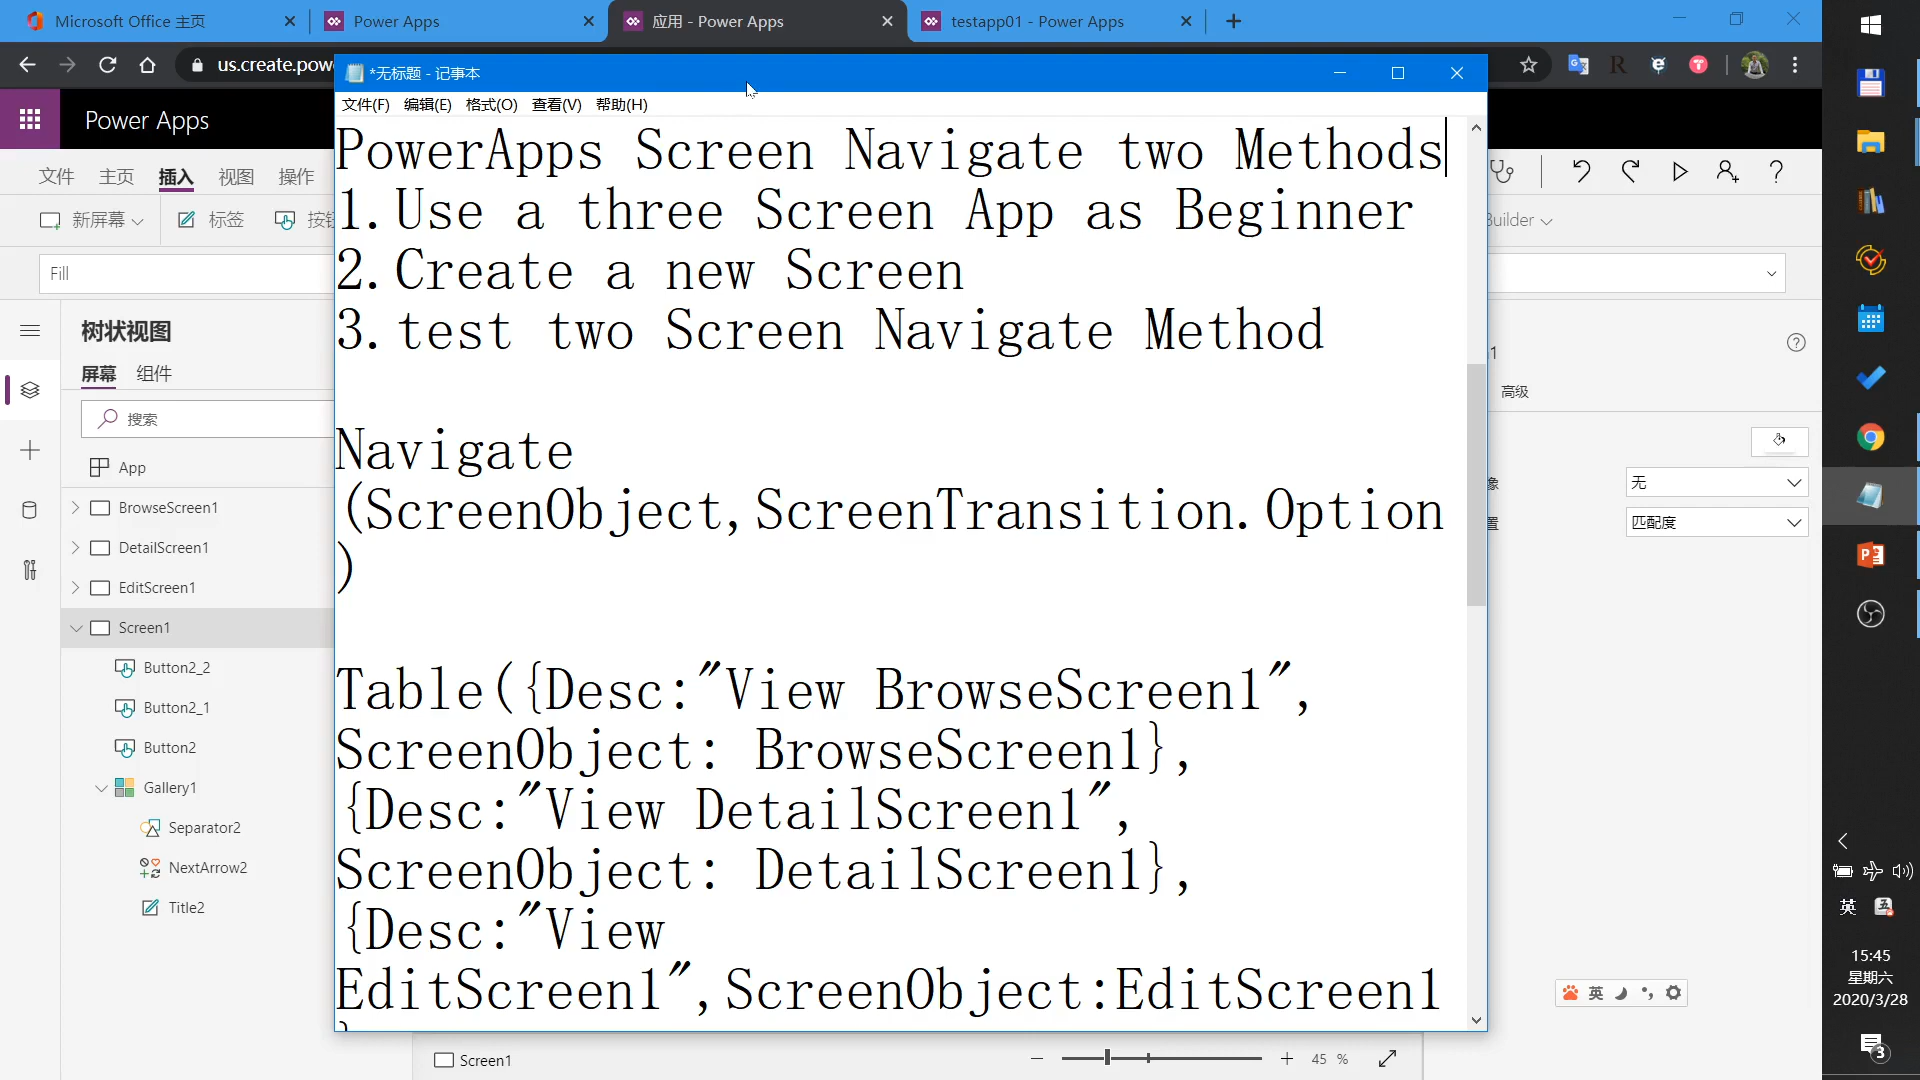 Microsoft Office 主页
Power Apps
应用 - Power Apps
testapp01 - Power Apps
us.create.pow
*无标题 - 记事本
文件(F) 编辑(E) 格式(O) 查看(V) 帮助(H)
Power Apps
文件 主页 插入 视图 操作
新屏幕 标签 按钮
Builder
Fill
PowerApps Screen Navigate two Methods
1.Use a three Screen App as Beginner
2.Create a new Screen
3.test two Screen Navigate Method
Navigate
(ScreenObject,ScreenTransition.Option
)
Table({Desc:"View BrowseScreen1",
ScreenObject: BrowseScreen1},
{Desc:"View DetailScreen1",
ScreenObject: DetailScreen1},
{Desc:"View
EditScreen1",ScreenObject:EditScreen1
树状视图
屏幕 组件
搜索
App
BrowseScreen1
DetailScreen1
EditScreen1
Screen1
Button2_2
Button2_1
Button2
Gallery1
Separator2
NextArrow2
Title2
1
高级
像 无
置 匹配度
Screen1
45 %
英
英
15:45
星期六
2020/3/28
3